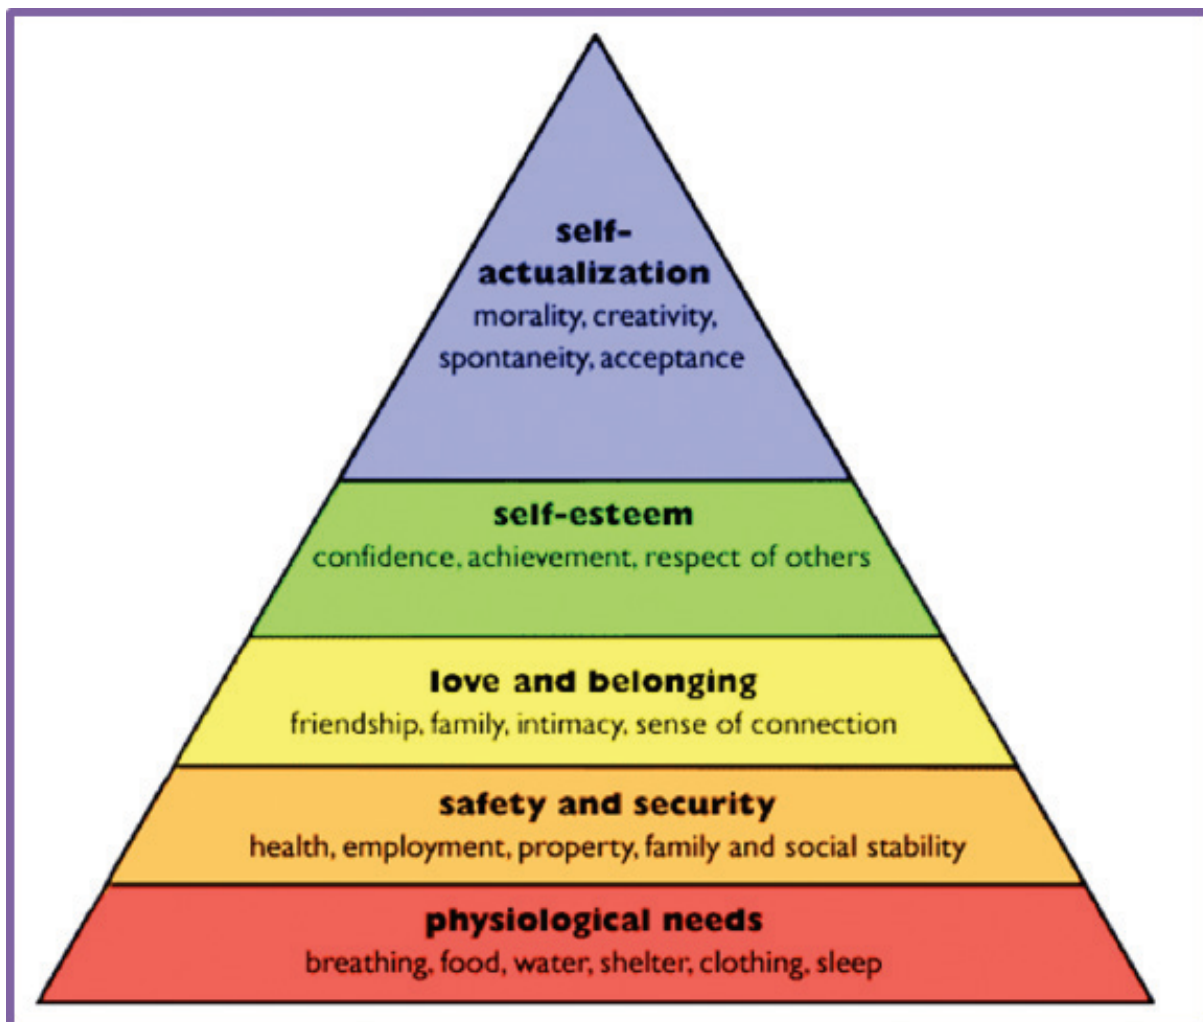 self-
actualization
morality, creativity,
spontaneity, acceptance
self-esteem
confidence, achievement, respect of others
love and belonging
friendship, family, intimacy, sense of connection
safety and security
health, employment, property, family and social stability
physiological needs
breathing, food, water, shelter, clothing, sleep